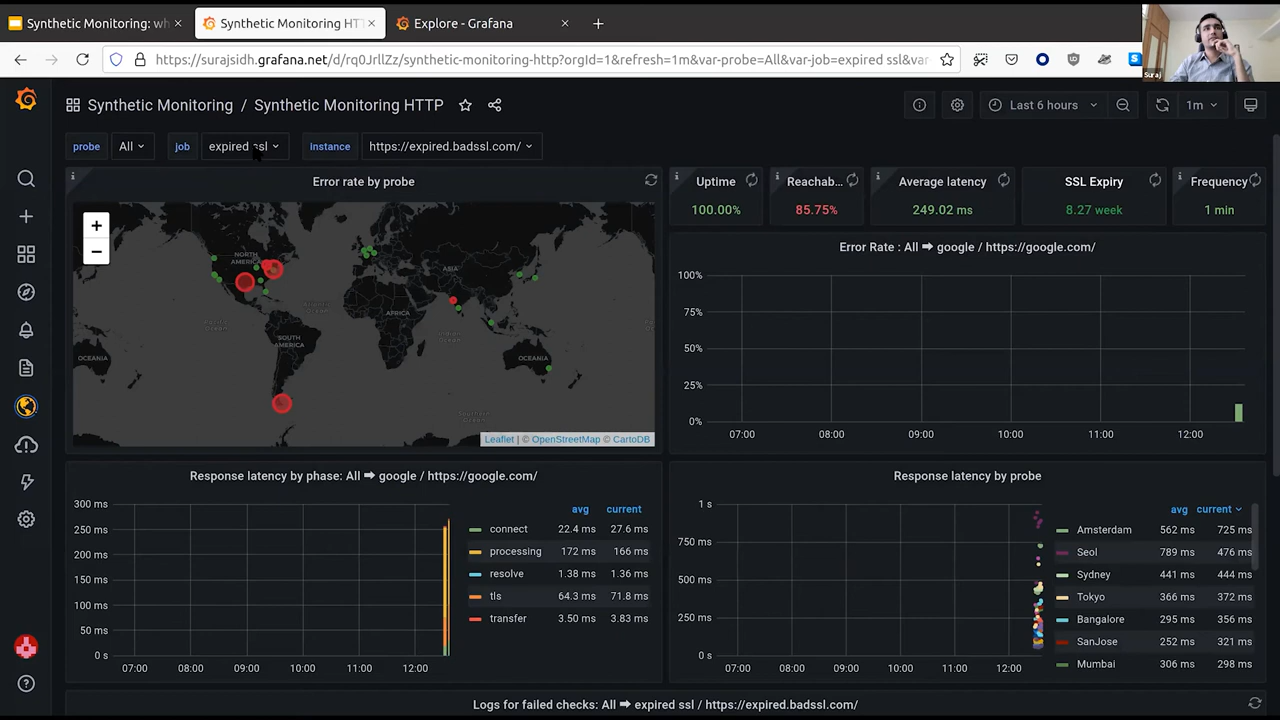 Synthetic Monitoring: wh
Synthetic Monitoring HT
Explore - Grafana
https://surajsidh.grafana.net/d/rq0JrllZz/synthetic-monitoring-http?orgId=1&refresh=1m&var-probe=All&var-job=expired ssl&var-
Suraj
Synthetic Monitoring / Synthetic Monitoring HTTP
Last 6 hours
1m
probe All job expired ssl instance https://expired.badssl.com/
Error rate by probe
+
−
NORTH AMERICA
ASIA
AFRICA
SOUTH AMERICA
OCEANIA
OCEANIA
Leaflet | © OpenStreetMap © CartoDB
Uptime
100.00%
Reachab...
85.75%
Average latency
249.02 ms
SSL Expiry
8.27 week
Frequency
1 min
Error Rate : All ➡ google / https://google.com/
100%
75%
50%
25%
0%
07:00 08:00 09:00 10:00 11:00 12:00
Response latency by phase: All ➡ google / https://google.com/
300 ms
250 ms
200 ms
150 ms
100 ms
50 ms
0 s
07:00 08:00 09:00 10:00 11:00 12:00
avg current
connect 22.4 ms 27.6 ms
processing 172 ms 166 ms
resolve 1.38 ms 1.36 ms
tls 64.3 ms 71.8 ms
transfer 3.50 ms 3.83 ms
Response latency by probe
1 s
750 ms
500 ms
250 ms
0 s
07:00 08:00 09:00 10:00 11:00 12:00
avg current
Amsterdam 562 ms 725 ms
Seol 789 ms 476 ms
Sydney 441 ms 444 ms
Tokyo 366 ms 372 ms
Bangalore 295 ms 356 ms
SanJose 252 ms 321 ms
Mumbai 306 ms 298 ms
Logs for failed checks: All ➡ expired ssl / https://expired.badssl.com/